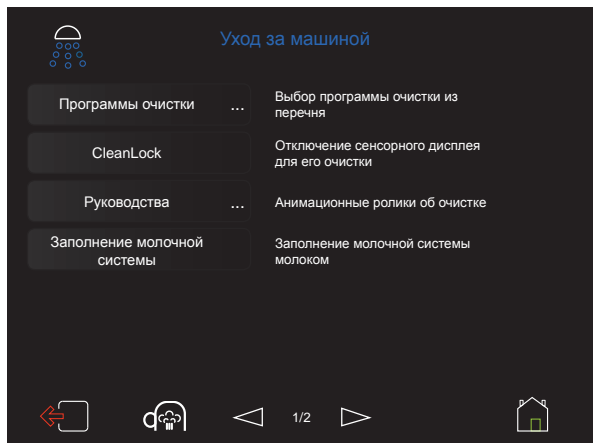 Уход за машиной
Программы очистки ...
Выбор программы очистки из
перечня
CleanLock
Отключение сенсорного дисплея
для его очистки
Руководства ...
Анимационные ролики об очистке
Заполнение молочной
системы
Заполнение молочной системы
молоком
1/2